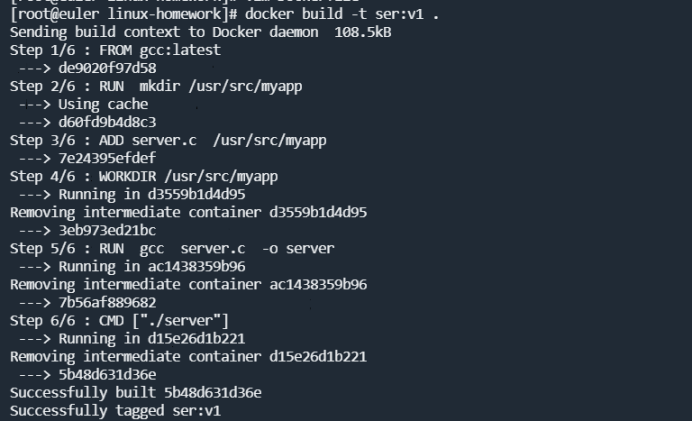 [root@euler linux-homework]# docker build -t ser:v1 .
Sending build context to Docker daemon  108.5kB
Step 1/6 : FROM gcc:latest
 ---> de9020f97d58
Step 2/6 : RUN  mkdir /usr/src/myapp
 ---> Using cache
 ---> d60fd9b4d8c3
Step 3/6 : ADD server.c  /usr/src/myapp
 ---> 7e24395efdef
Step 4/6 : WORKDIR /usr/src/myapp
 ---> Running in d3559b1d4d95
Removing intermediate container d3559b1d4d95
 ---> 3eb973ed21bc
Step 5/6 : RUN  gcc  server.c  -o server
 ---> Running in ac1438359b96
Removing intermediate container ac1438359b96
 ---> 7b56af889682
Step 6/6 : CMD ["./server"]
 ---> Running in d15e26d1b221
Removing intermediate container d15e26d1b221
 ---> 5b48d631d36e
Successfully built 5b48d631d36e
Successfully tagged ser:v1